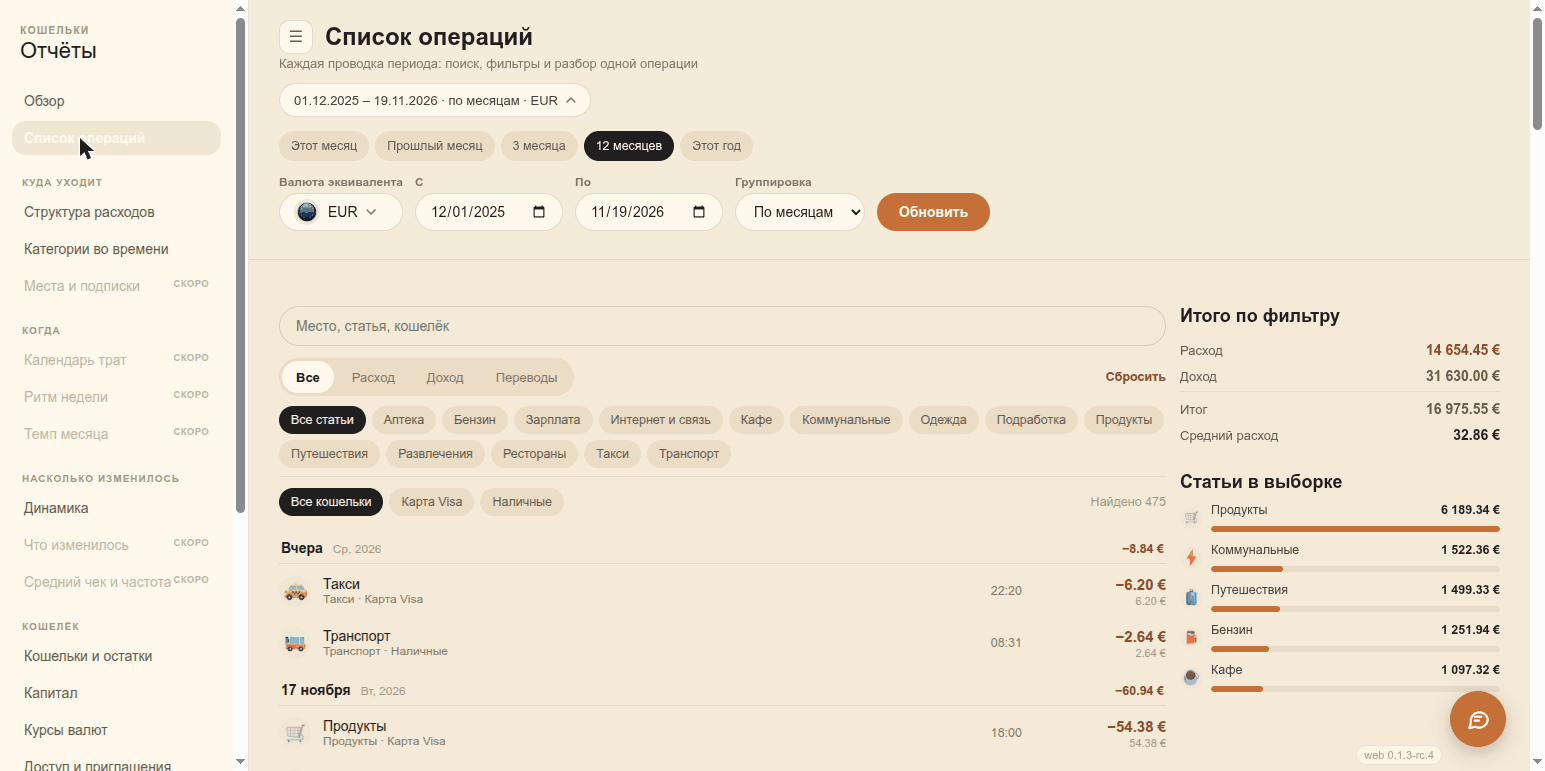 КОШЕЛЬКИ
Отчёты
Обзор
Список операций
КУДА УХОДИТ
Структура расходов
Категории во времени
Места и подписки СКОРО
КОГДА
Календарь трат СКОРО
Ритм недели СКОРО
Темп месяца СКОРО
НАСКОЛЬКО ИЗМЕНИЛОСЬ
Динамика
Что изменилось СКОРО
Средний чек и частота СКОРО
КОШЕЛЁК
Кошельки и остатки
Капитал
Курсы валют
Доступ и приглашения
Список операций
Каждая проводка периода: поиск, фильтры и разбор одной операции
01.12.2025 – 19.11.2026 · по месяцам · EUR
Этот месяц Прошлый месяц 3 месяца 12 месяцев Этот год
Валюта эквивалента С По Группировка
EUR 12/01/2025 11/19/2026 По месяцам Обновить
Место, статья, кошелёк
Все Расход Доход Переводы Сбросить
Все статьи Аптека Бензин Зарплата Интернет и связь Кафе Коммунальные Одежда Подработка Продукты
Путешествия Развлечения Рестораны Такси Транспорт
Все кошельки Карта Visa Наличные Найдено 475
Вчера Ср, 2026 −8.84 €
Такси 22:20 −6.20 €
Такси · Карта Visa 6.20 €
Транспорт 08:31 −2.64 €
Транспорт · Наличные 2.64 €
17 ноября Вт, 2026 −60.94 €
Продукты 18:00 −54.38 €
Продукты · Карта Visa 54.38 €
Итого по фильтру
Расход 14 654.45 €
Доход 31 630.00 €
Итог 16 975.55 €
Средний расход 32.86 €
Статьи в выборке
Продукты 6 189.34 €
Коммунальные 1 522.36 €
Путешествия 1 499.33 €
Бензин 1 251.94 €
Кафе 1 097.32 €
web 0.1.3-rc.4